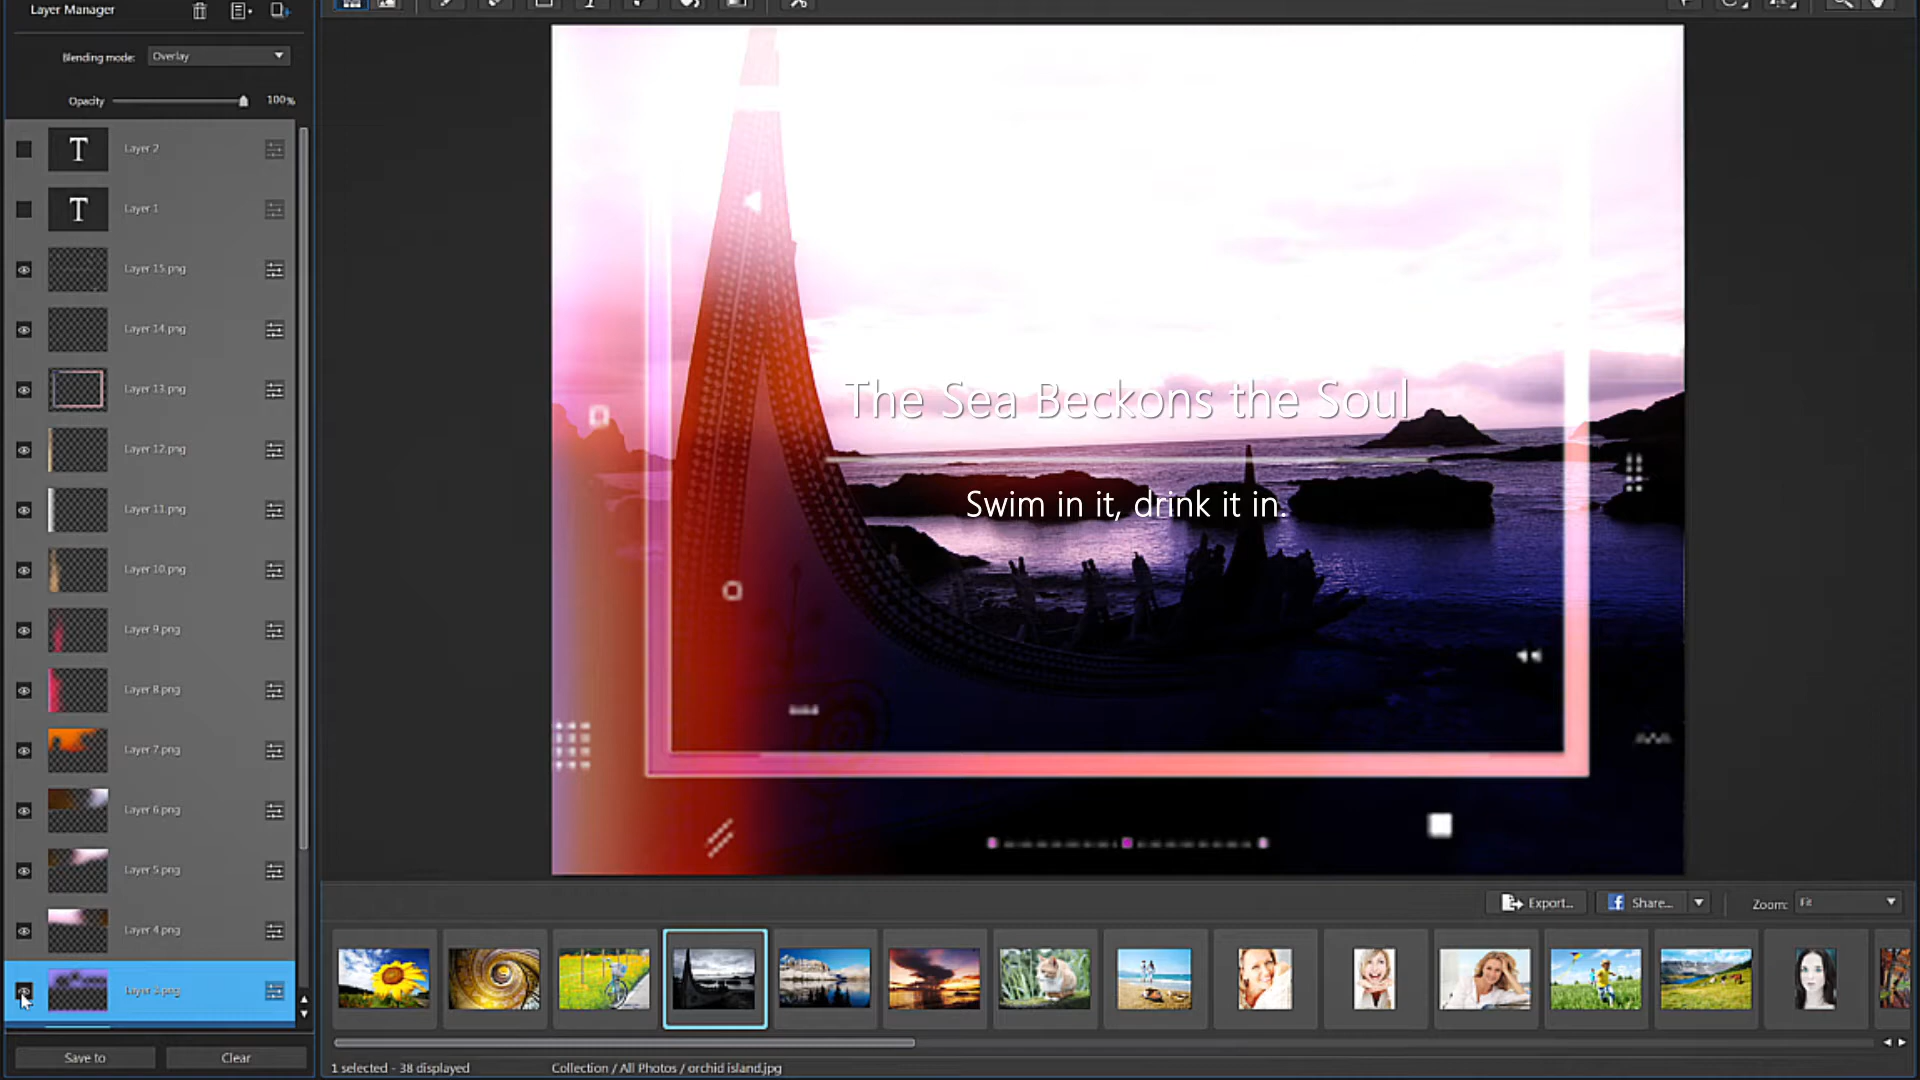 Layer Manager
Blending mode: Overlay
Opacity 100%
T Layer 2
T Layer 1
Layer 15.png
Layer 14.png
Layer 13.png
Layer 12.png
Layer 11.png
Layer 10.png
Layer 9.png
Layer 8.png
Layer 7.png
Layer 6.png
Layer 5.png
Layer 4.png
Layer 3.png
Save to Clear
The Sea Beckons the Soul
Swim in it, drink it in.
Export... Share... Zoom: Fit
1 selected - 38 displayed Collection / All Photos / orchid island.jpg